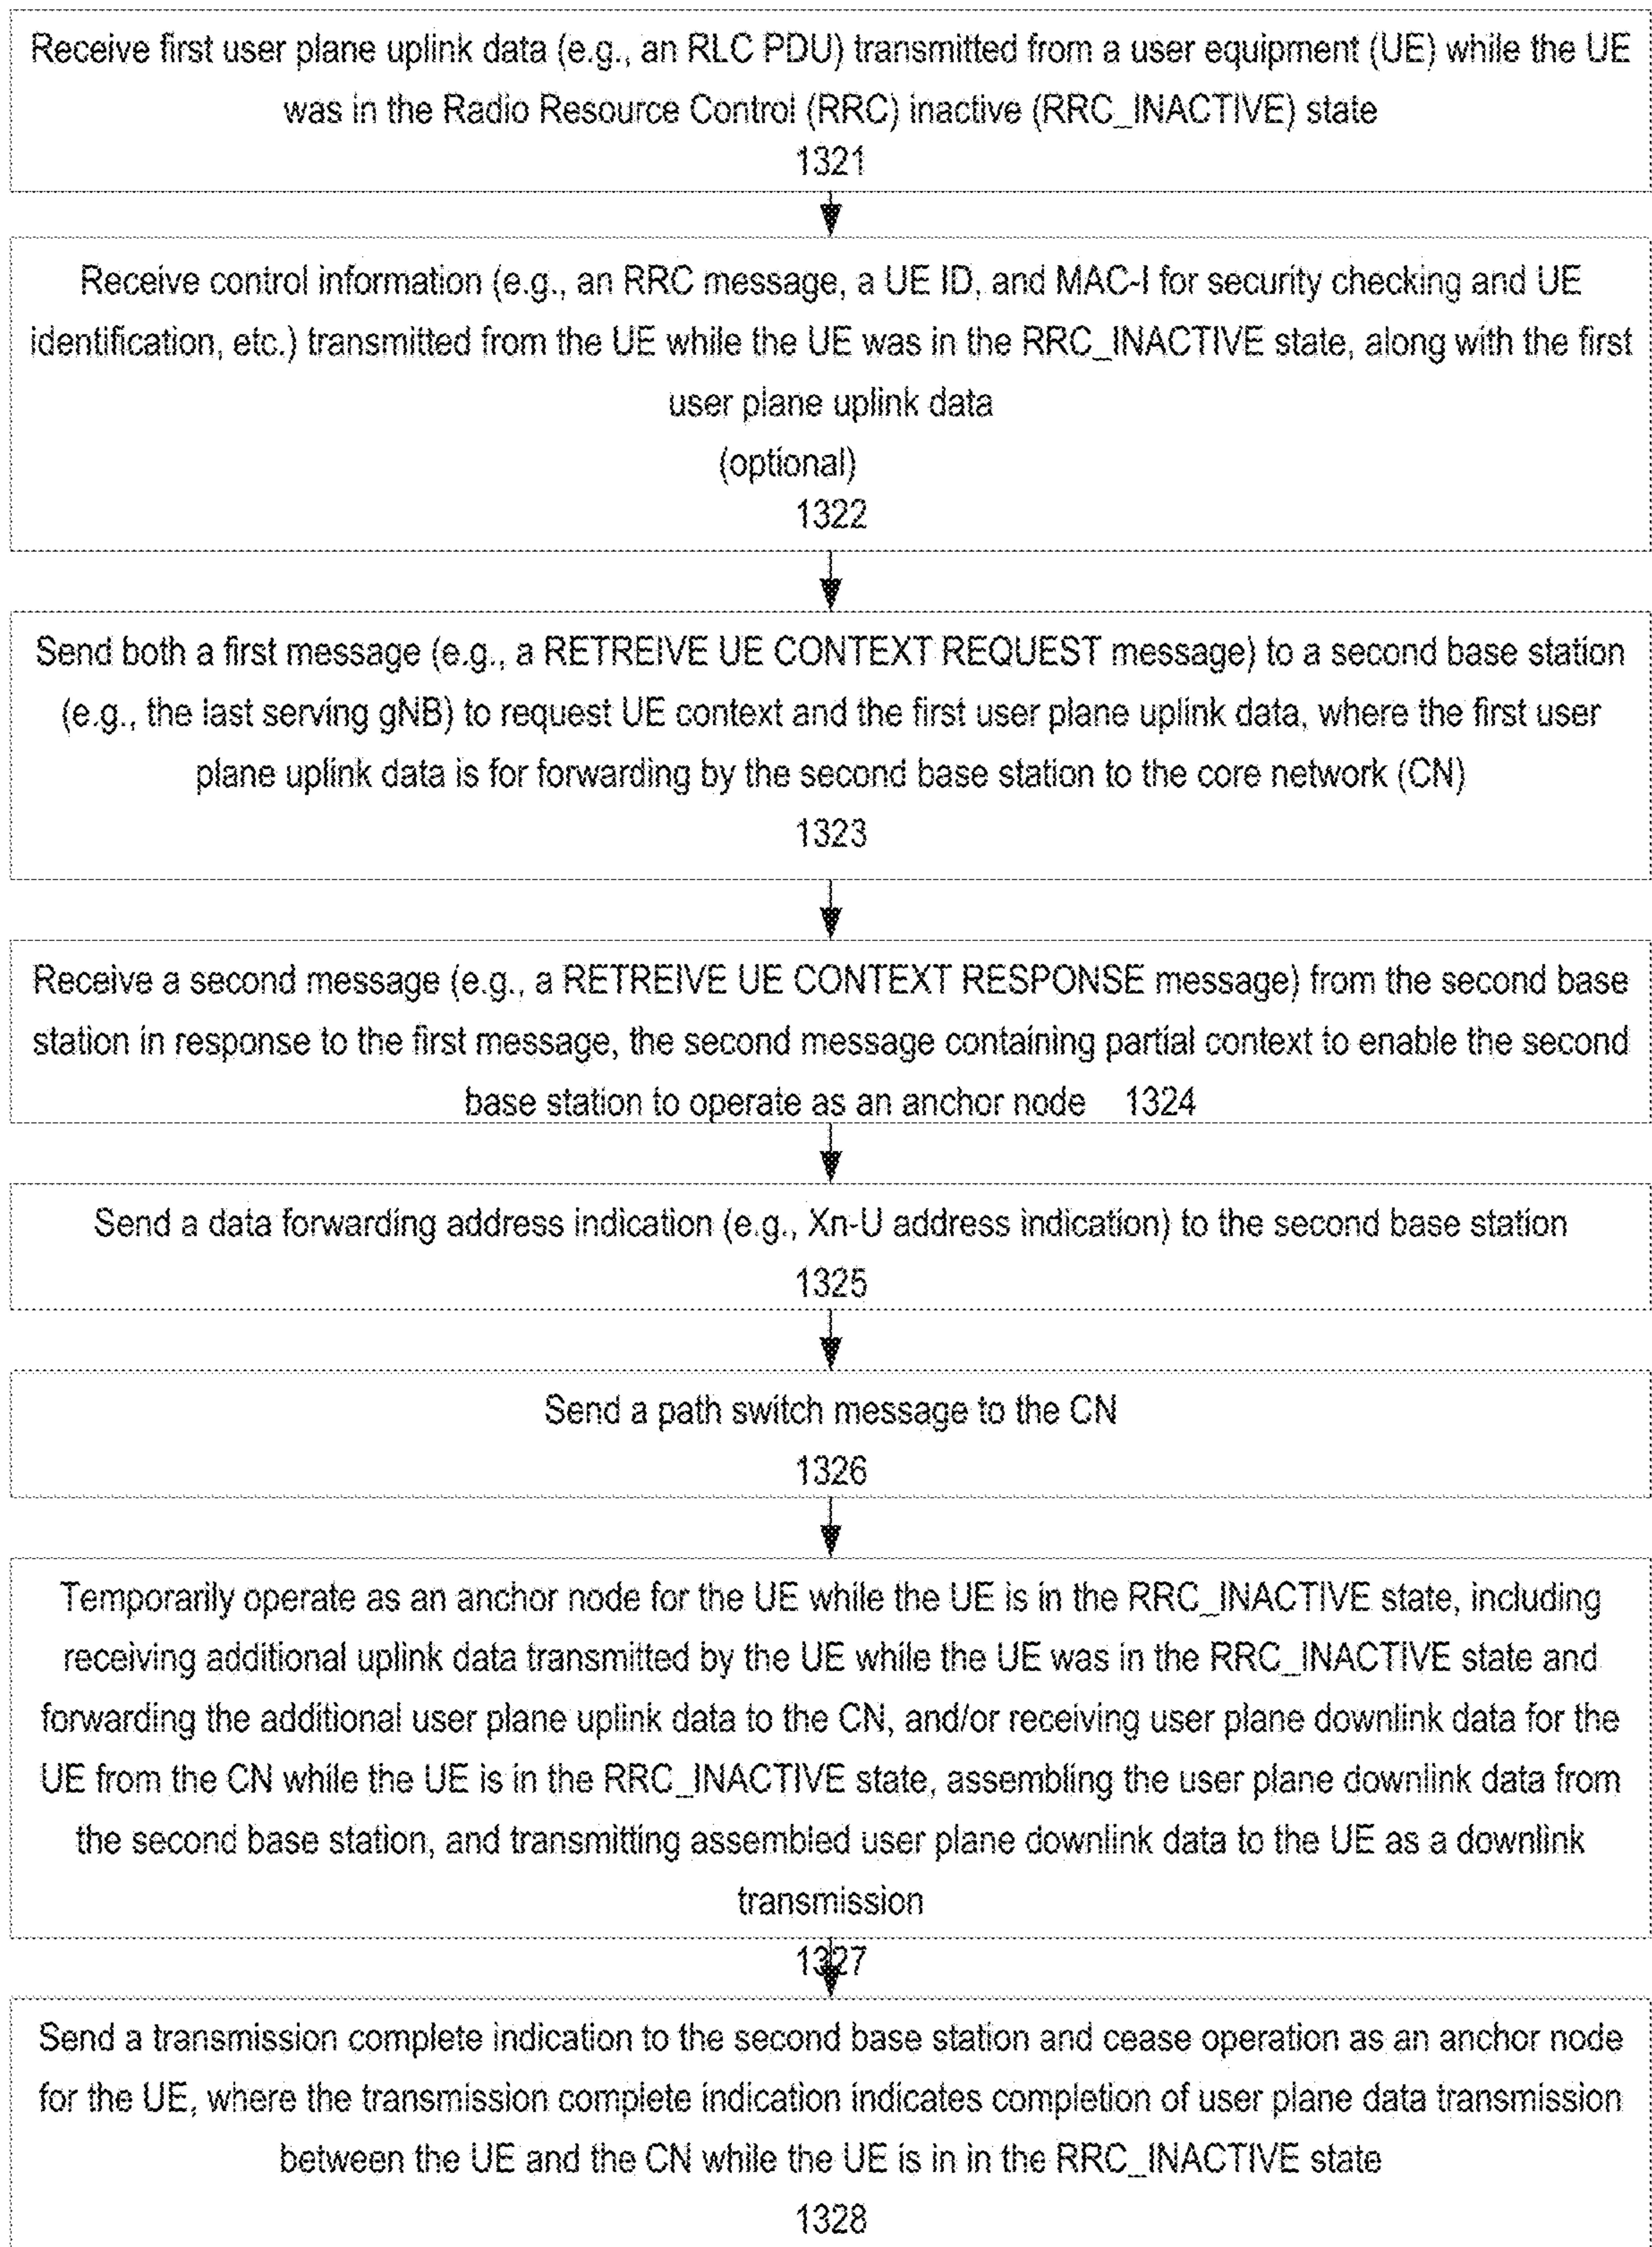 Receive first user plane uplink data (e.g., an RLC PDU) transmitted from a user equipment (UE) while the UE
was in the Radio Resource Control (RRC) inactive (RRC_INACTIVE) state
1321
Receive control information (e.g., an RRC message, a UE ID, and MAC-I for security checking and UE
identification, etc.) transmitted from the UE while the UE was in the RRC_INACTIVE state, along with the first
user plane uplink data
(optional)
1322
Send both a first message (e.g., a RETREIVE UE CONTEXT REQUEST message) to a second base station
(e.g., the last serving gNB) to request UE context and the first user plane uplink data, where the first user
plane uplink data is for forwarding by the second base station to the core network (CN)
1323
Receive a second message (e.g., a RETREIVE UE CONTEXT RESPONSE message) from the second base
station in response to the first message, the second message containing partial context to enable the second
base station to operate as an anchor node 1324
Send a data forwarding address indication (e.g., Xn-U address indication) to the second base station
1325
Send a path switch message to the CN
1326
Temporarily operate as an anchor node for the UE while the UE is in the RRC_INACTIVE state, including
receiving additional uplink data transmitted by the UE while the UE was in the RRC_INACTIVE state and
forwarding the additional user plane uplink data to the CN, and/or receiving user plane downlink data for the
UE from the CN while the UE is in the RRC_INACTIVE state, assembling the user plane downlink data from
the second base station, and transmitting assembled user plane downlink data to the UE as a downlink
transmission
1327
Send a transmission complete indication to the second base station and cease operation as an anchor node
for the UE, where the transmission complete indication indicates completion of user plane data transmission
between the UE and the CN while the UE is in in the RRC_INACTIVE state
1328